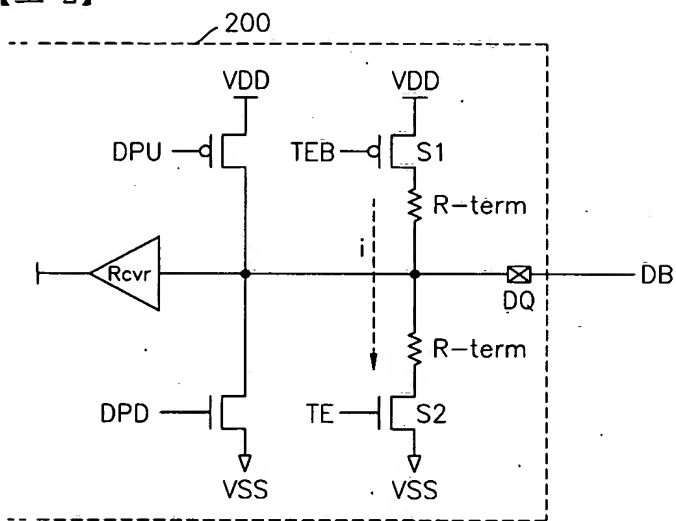 200
VDD
VDD
DPU
TEB
S1
R-term
i
Rcvr
DQ
DB
R-term
DPD
TE
S2
VSS
VSS